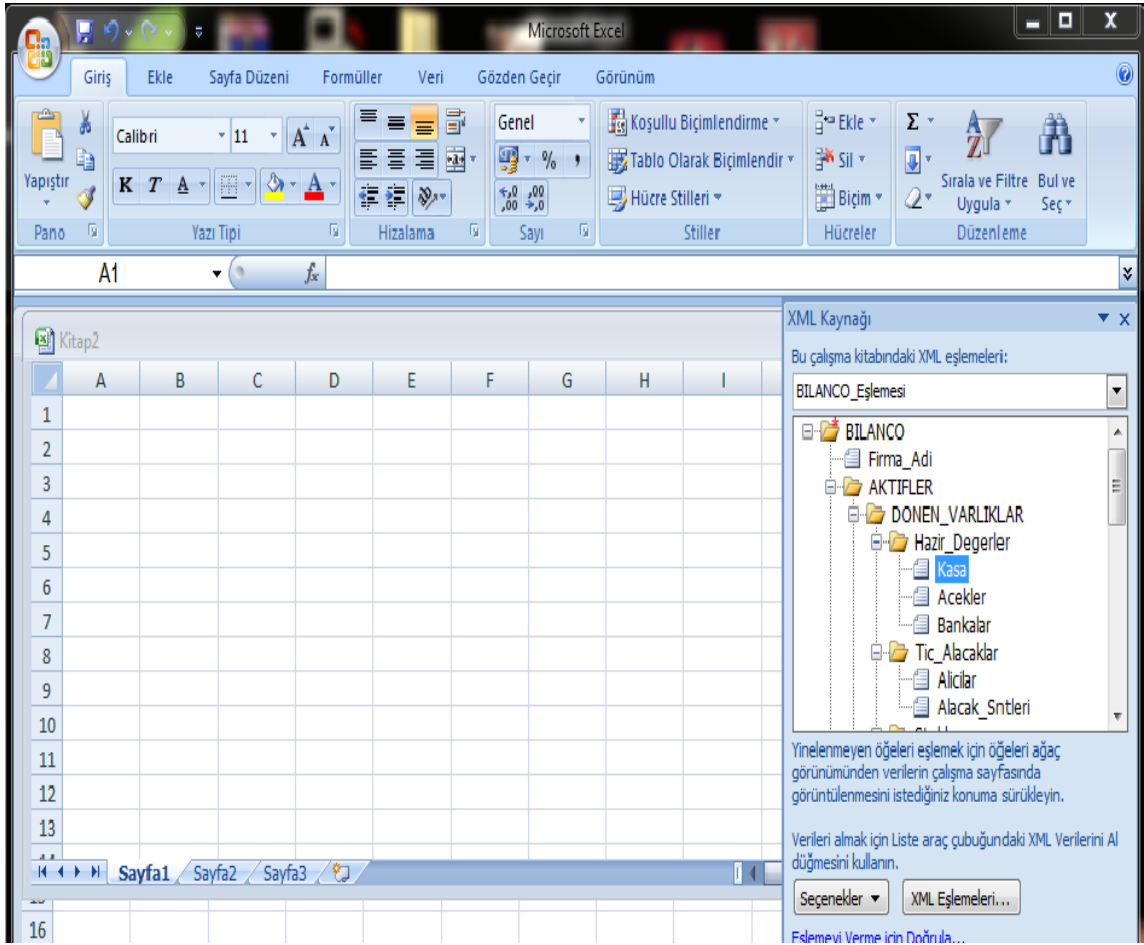 Microsoft Excel
Giriş Ekle Sayfa Düzeni Formüller Veri Gözden Geçir Görünüm
Yapıştır
Calibri 11
K T A
Genel
Koşullu Biçimlendirme
Tablo Olarak Biçimlendir
Hücre Stilleri
Ekle
Sil
Biçim
Σ
Sırala ve Filtre Uygula
Bul ve Seç
Pano Yazı Tipi Hizalama Sayı Stiller Hücreler Düzenleme
A1 fx
Kitap2
A B C D E F G H I
1
2
3
4
5
6
7
8
9
10
11
12
13
16
Sayfa1 Sayfa2 Sayfa3
XML Kaynağı
Bu çalışma kitabındaki XML eşlemeleri:
BILANCO_Eşlemesi
BILANCO
Firma_Adi
AKTIFLER
DONEN_VARLIKLAR
Hazir_Degerler
Kasa
Acekler
Bankalar
Tic_Alacaklar
Alicilar
Alacak_Sntleri
Yinelenmeyen öğeleri eşlemek için öğeleri ağaç
görünümünden verilerin çalışma sayfasında
görüntülenmesini istediğiniz konuma sürükleyin.
Verileri almak için Liste araç çubuğundaki XML Verilerini Al
düğmesini kullanın.
Seçenekler XML Eşlemeleri...
Eşlemeyi Verme için Doğrula...